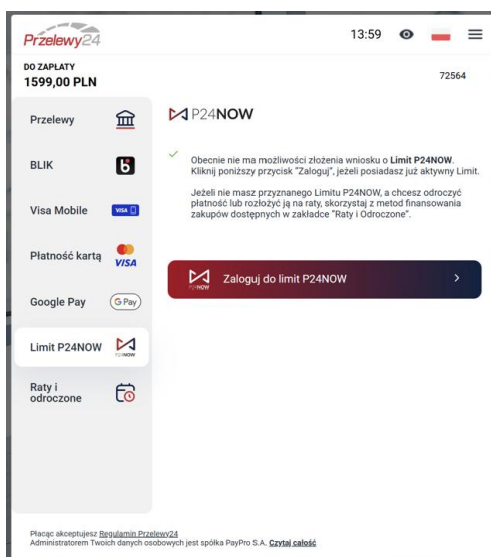 Przelewy24
13:59
DO ZAPŁATY
1599,00 PLN
72564
Przelewy
BLIK
Visa Mobile
VISA
Płatność kartą
VISA
Google Pay
G Pay
Limit P24NOW
P24NOW
Raty i
odroczone
P24NOW
Obecnie nie ma możliwości złożenia wniosku o Limit P24NOW.
Kliknij poniższy przycisk "Zaloguj", jeżeli posiadasz już aktywny Limit.
Jeżeli nie masz przyznanego Limitu P24NOW, a chcesz odroczyć
płatność lub rozłożyć ją na raty, skorzystaj z metod finansowania
zakupów dostępnych w zakładce "Raty i Odroczone".
P24NOW
Zaloguj do limit P24NOW
Płacąc akceptujesz Regulamin Przelewy24
Administratorem Twoich danych osobowych jest spółka PayPro S.A. Czytaj całość